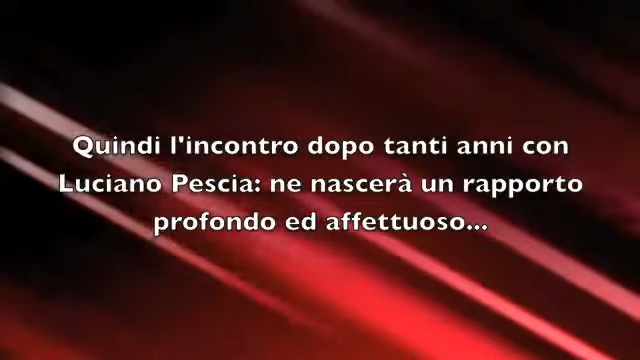 Quindi l'incontro dopo tanti anni con
Luciano Pescia: ne nascerà un rapporto
profondo ed affettuoso...